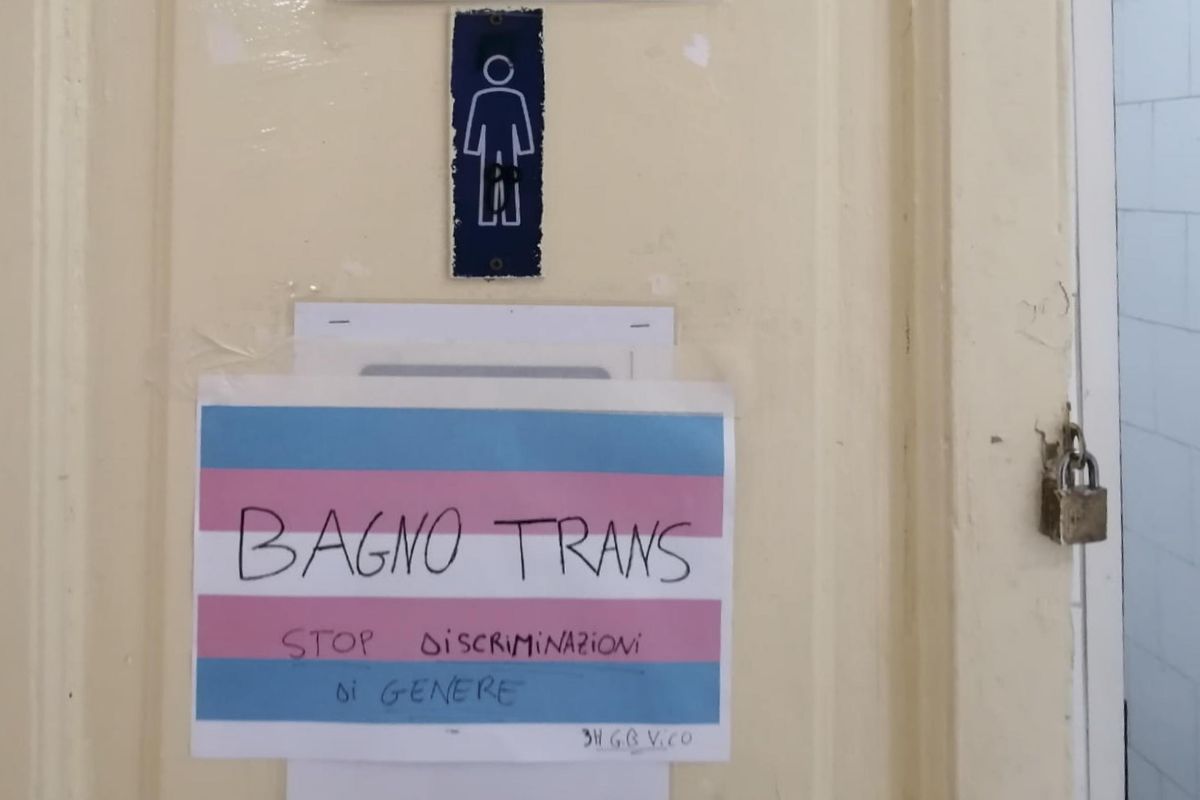 BAGNO TRANS
STOP DiSCRiMiNAZiONi
Di GENERE
3H G.B ViCO